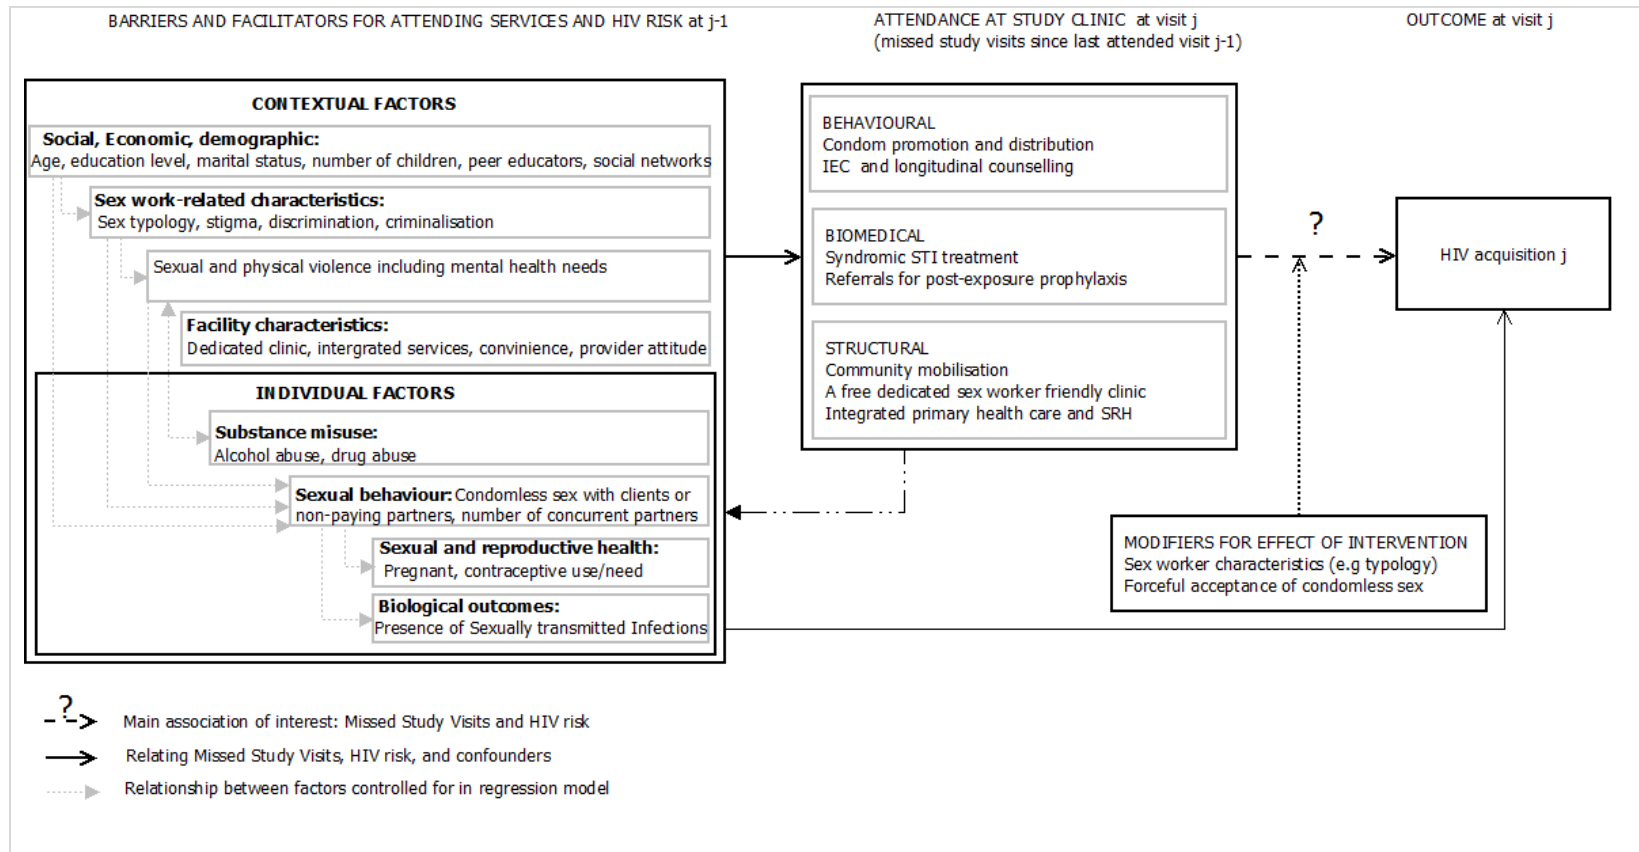 BARRIERS AND FACILITATORS FOR ATTENDING SERVICES AND HIV RISK at j-1
ATTENDANCE AT STUDY CLINIC at visit j
(missed study visits since last attended visit j-1)
OUTCOME at visit j
CONTEXTUAL FACTORS
Social, Economic, demographic:
Age, education level, marital status, number of children, peer educators, social networks
Sex work-related characteristics:
Sex typology, stigma, discrimination, criminalisation
Sexual and physical violence including mental health needs
Facility characteristics:
Dedicated clinic, intergrated services, convinience, provider attitude
INDIVIDUAL FACTORS
Substance misuse:
Alcohol abuse, drug abuse
Sexual behaviour: Condomless sex with clients or
non-paying partners, number of concurrent partners
Sexual and reproductive health:
Pregnant, contraceptive use/need
Biological outcomes:
Presence of Sexually transmitted Infections
BEHAVIOURAL
Condom promotion and distribution
IEC and longitudinal counselling
BIOMEDICAL
Syndromic STI treatment
Referrals for post-exposure prophylaxis
STRUCTURAL
Community mobilisation
A free dedicated sex worker friendly clinic
Integrated primary health care and SRH
?
HIV acquisition j
MODIFIERS FOR EFFECT OF INTERVENTION
Sex worker characteristics (e.g typology)
Forceful acceptance of condomless sex
?
Main association of interest: Missed Study Visits and HIV risk
Relating Missed Study Visits, HIV risk, and confounders
Relationship between factors controlled for in regression model